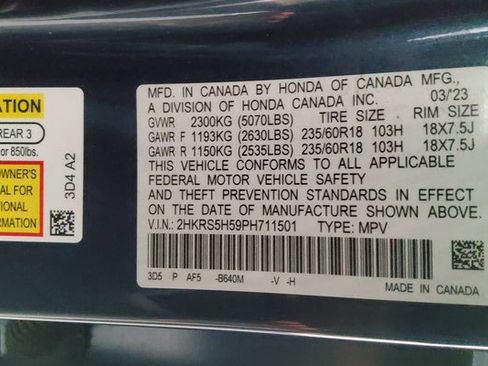 ATION
REAR 3
or 850lbs.
OWNER'S
AL FOR
TIONAL
ORMATION
3D4 A2
MFD. IN CANADA BY HONDA OF CANADA MFG.,
A DIVISION OF HONDA CANADA INC. 03/'23
GVWR 2300KG (5070LBS) TIRE SIZE RIM SIZE
GAWR F 1193KG (2630LBS) 235/60R18 103H 18X7.5J
GAWR R 1150KG (2535LBS) 235/60R18 103H 18X7.5J
THIS VEHICLE CONFORMS TO ALL APPLICABLE
FEDERAL MOTOR VEHICLE SAFETY
AND THEFT PREVENTION STANDARDS IN EFFECT
ON THE DATE OF MANUFACTURE SHOWN ABOVE.
V.I.N.: 2HKRS5H59PH711501 TYPE: MPV
3D5 P AF5 -B640M -V -H
MADE IN CANADA